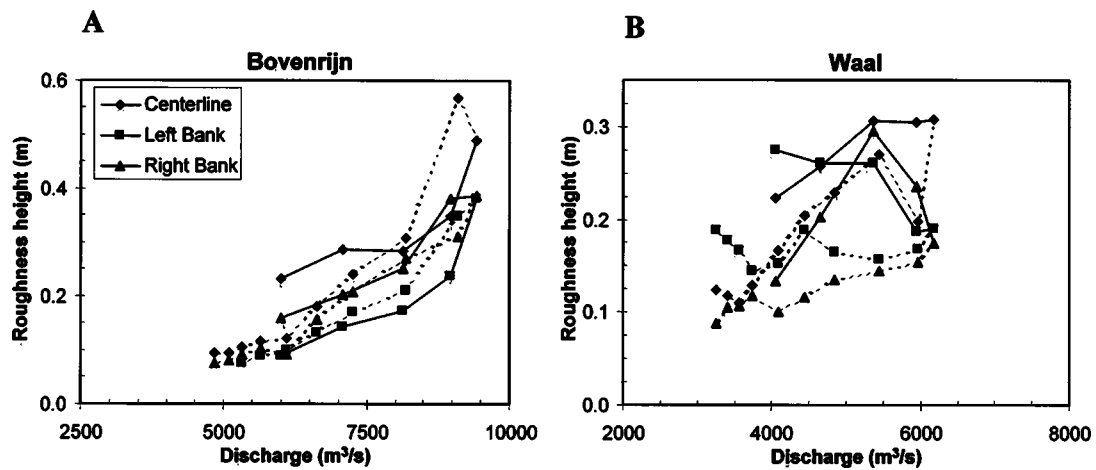 A
Bovenrijn
Roughness height (m)
0.6
0.4
0.2
0.0
Centerline
Left Bank
Right Bank
2500 5000 7500 10000
Discharge (m³/s)
B
Waal
Roughness height (m)
0.3
0.2
0.1
0.0
2000 4000 6000 8000
Discharge (m³/s)